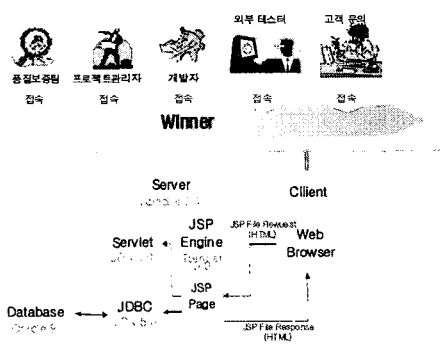 외부 테스터
고객 문의
품질보증팀 프로젝트관리자 개발자
접속 접속 접속 접속 접속
Winner
Server
Cilient
JSP
Engine
JSP File Rewuest
(HTML)
Web
Browser
Servlet
JSP
Page
Database
JDBC
JSP File Response
(HTML)